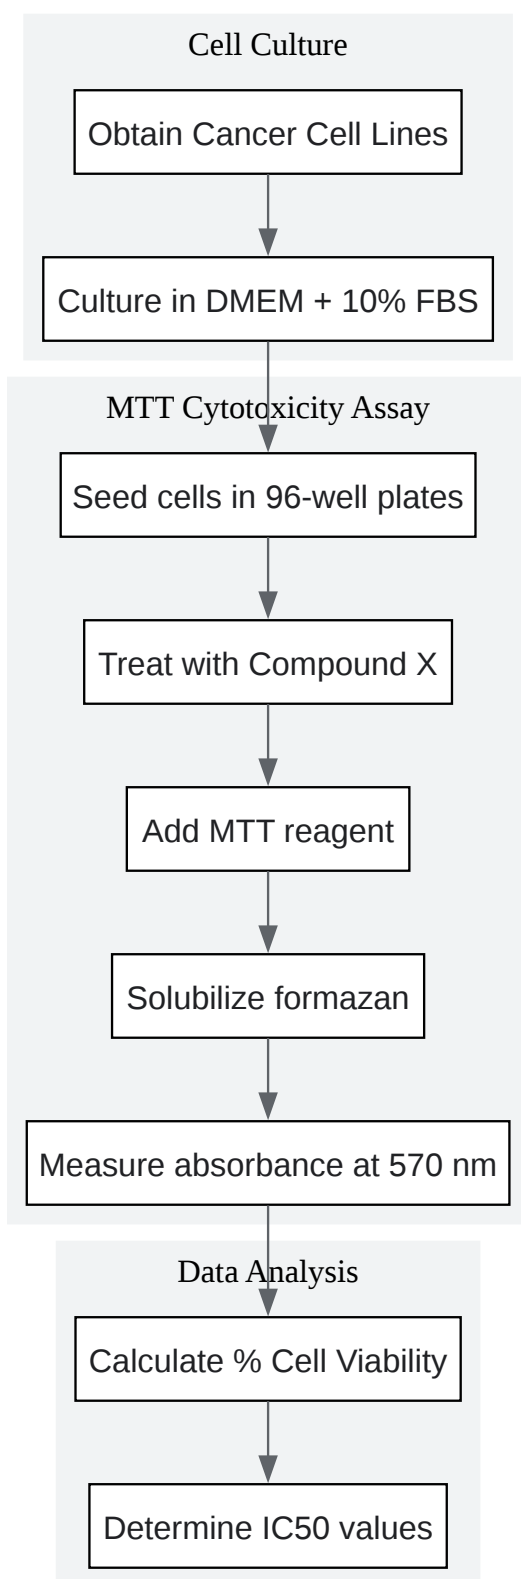 Cell Culture
Obtain Cancer Cell Lines
Culture in DMEM + 10% FBS
MTT Cytotoxicity Assay
Seed cells in 96-well plates
Treat with Compound X
Add MTT reagent
Solubilize formazan
Measure absorbance at 570 nm
Data Analysis
Calculate % Cell Viability
Determine IC50 values